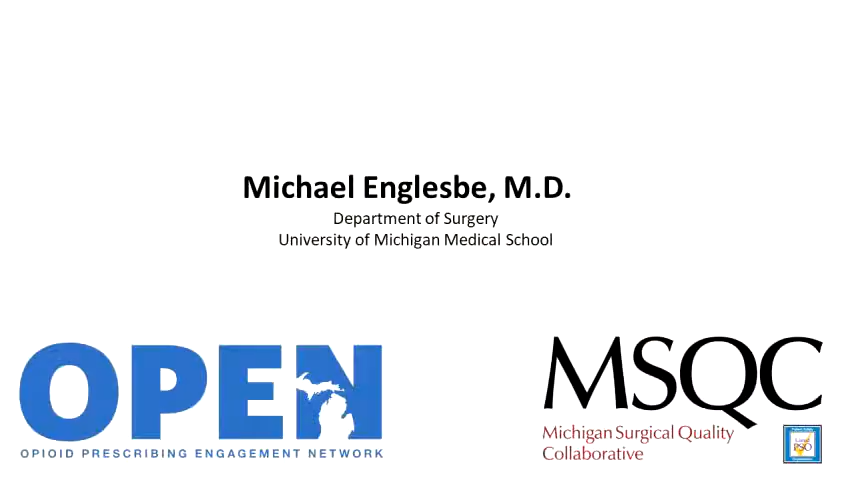 Michael Englesbe, M.D.
Department of Surgery
University of Michigan Medical School
OPEN
OPIOID PRESCRIBING ENGAGEMENT NETWORK
MSQC
Michigan Surgical Quality
Collaborative
PSO